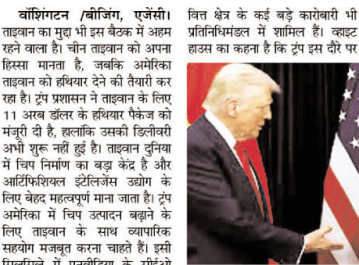 वॉशिंगटन /बीजिंग, एजेंसी।
ताइवान का मुद्दा भी इस बैठक में अहम
रहने वाला है। चीन ताइवान को अपना
हिस्सा मानता है, जबकि अमेरिका
ताइवान को हथियार देने की तैयारी कर
रहा है। ट्रंप प्रशासन ने ताइवान के लिए
11 अरब डॉलर के हथियार पैकेज को
मंजूरी दी है, हालांकि उसकी डिलीवरी
अभी शुरू नहीं हुई है। ताइवान दुनिया
में चिप निर्माण का बड़ा केंद्र है और
आर्टिफिशियल इंटेलिजेंस उद्योग के
लिए बेहद महत्वपूर्ण माना जाता है। ट्रंप
अमेरिका में चिप उत्पादन बढ़ाने के
लिए ताइवान के साथ व्यापारिक
सहयोग मजबूत करना चाहते हैं। इसी
वित्त क्षेत्र के कई बड़े कारोबारी भी
प्रतिनिधिमंडल में शामिल हैं। व्हाइट
हाउस का कहना है कि ट्रंप इस दौरे पर